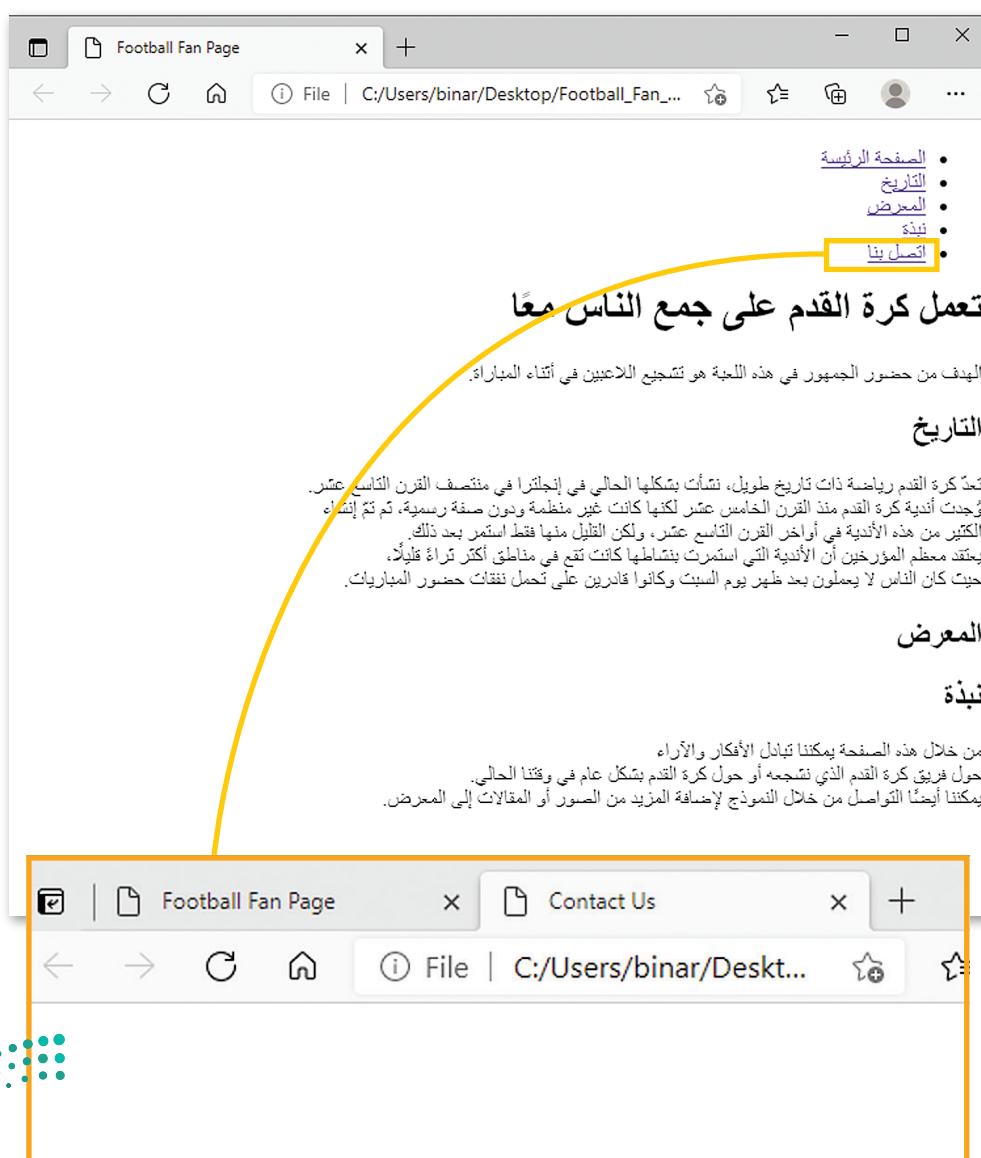 Football Fan Page
File | C:/Users/binar/Desktop/Football_Fan_...
الصفحة الرئيسة
التاريخ
المعرض
نبذة
اتصل بنا
تعمل كرة القدم على جمع الناس معًا
الهدف من حضور الجمهور في هذه اللعبة هو تشجيع اللاعبين في أثناء المباراة.
التاريخ
تعدّ كرة القدم رياضة ذات تاريخ طويل، نشأت بشكلها الحالي في إنجلترا في منتصف القرن التاسع عشر.
وُجدت أندية كرة القدم منذ القرن الخامس عشر لكنها كانت غير منظمة ودون صفة رسمية، ثم تمّ إنشاء
الكثير من هذه الأندية في أواخر القرن التاسع عشر، ولكن القليل منها فقط استمر بعد ذلك.
يعتقد معظم المؤرخين أن الأندية التي استمرت بنشاطها كانت تقع في مناطق أكثر ثراءً قليلًا،
حيث كان الناس لا يعملون بعد ظهر يوم السبت وكانوا قادرين على تحمل نفقات حضور المباريات.
المعرض
نبذة
من خلال هذه الصفحة يمكننا تبادل الأفكار والآراء
حول فريق كرة القدم الذي نشجعه أو حول كرة القدم بشكل عام في وقتنا الحالي.
يمكننا أيضًا التواصل من خلال النموذج لإضافة المزيد من الصور أو المقالات إلى المعرض.
Football Fan Page
Contact Us
File | C:/Users/binar/Deskt...